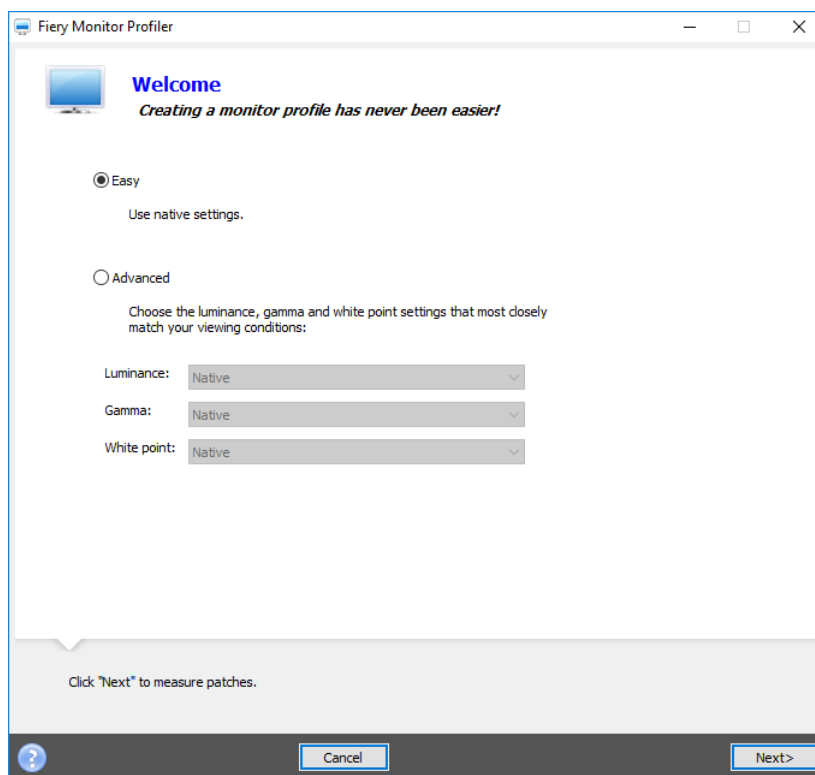 Fiery Monitor Profiler
Welcome
Creating a monitor profile has never been easier!
Easy
Use native settings.
Advanced
Choose the luminance, gamma and white point settings that most closely
match your viewing conditions:
Luminance: Native
Gamma: Native
White point: Native
Click "Next" to measure patches.
? Cancel Next>